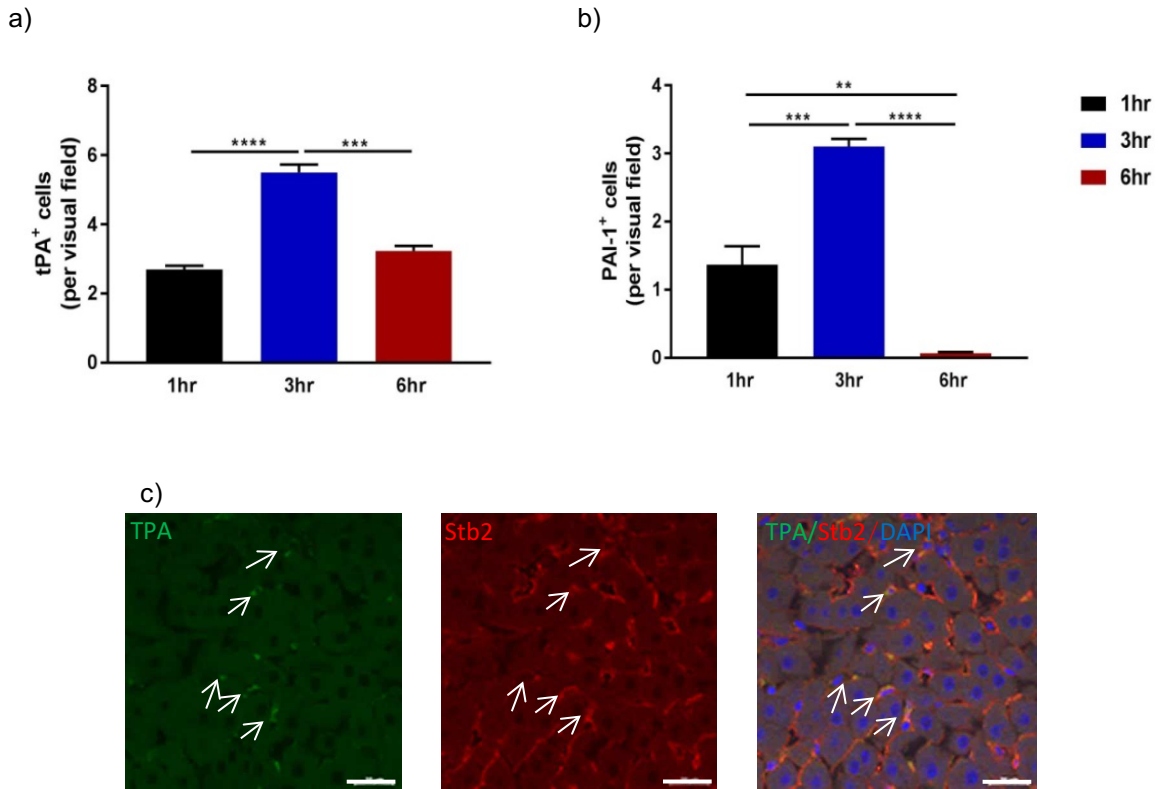 a)
b)
tPA⁺ cells
(per visual field)
8
6
4
2
0
****
***
1hr
3hr
6hr
PAI-1⁺ cells
(per visual field)
4
3
2
1
0
**
***
****
1hr
3hr
6hr
1hr
3hr
6hr
c)
TPA
Stb2
TPA/Stb2/DAPI